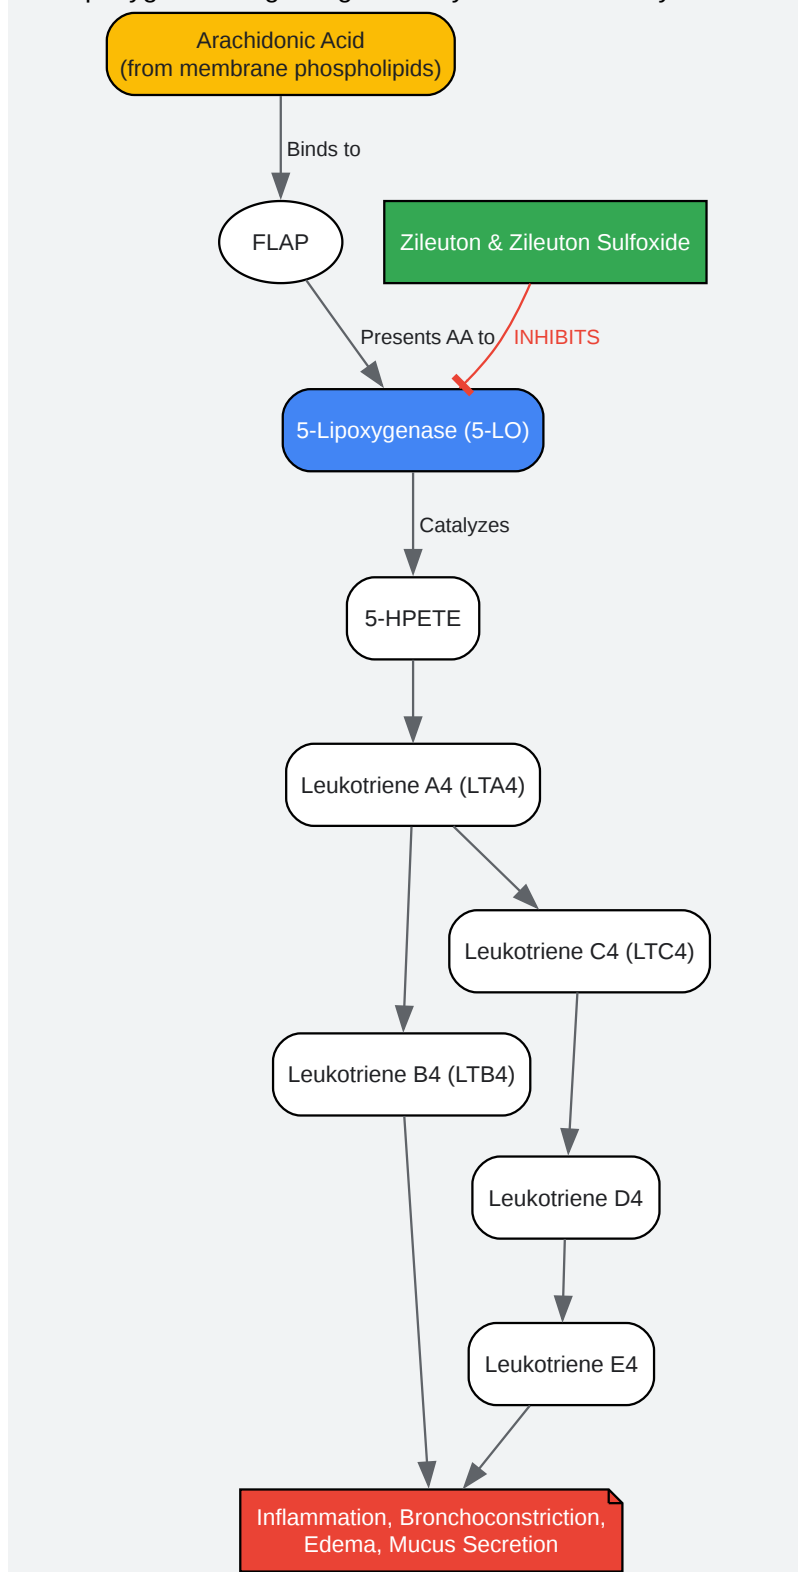 Arachidonic Acid
(from membrane phospholipids)
Binds to
FLAP
Zileuton & Zileuton Sulfoxide
Presents AA to
INHIBITS
5-Lipoxygenase (5-LO)
Catalyzes
5-HPETE
Leukotriene A4 (LTA4)
Leukotriene C4 (LTC4)
Leukotriene B4 (LTB4)
Leukotriene D4
Leukotriene E4
Inflammation, Bronchoconstriction,
Edema, Mucus Secretion